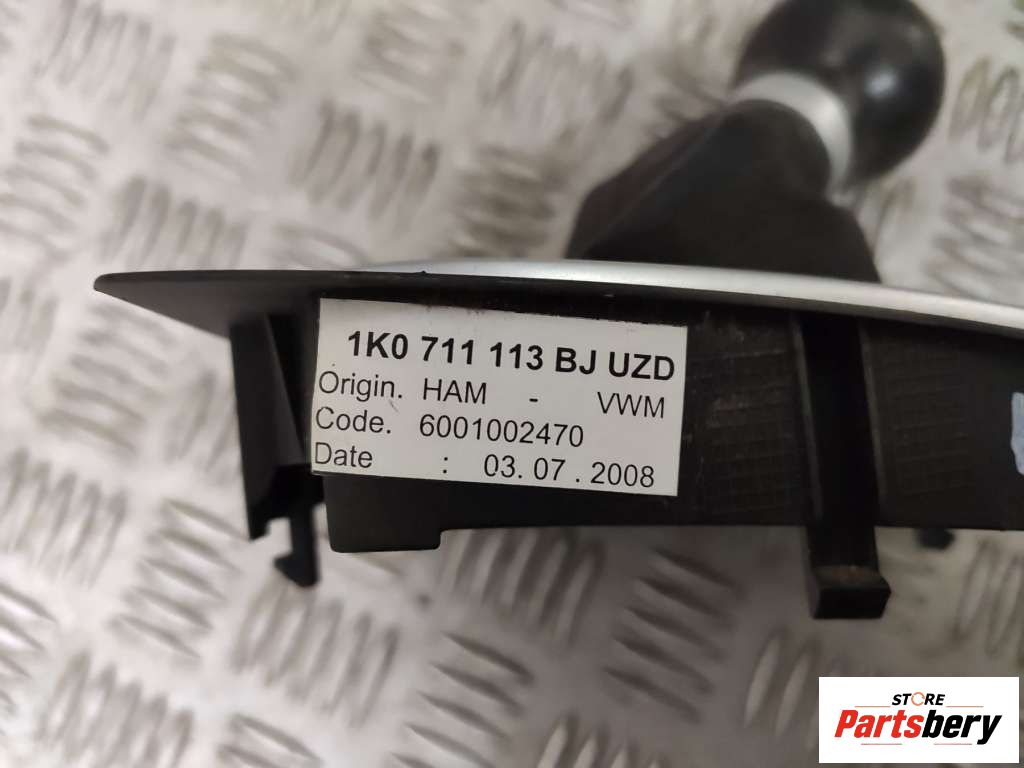 1K0 711 113 BJ UZD
Origin. HAM - VWM
Code. 6001002470
Date : 03.07.2008
STORE
Partsbery